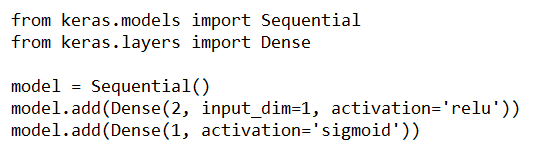 from keras.models import Sequential
from keras.layers import Dense
model = Sequential()
model.add(Dense(2, input_dim=1, activation='relu'))
model.add(Dense(1, activation='sigmoid'))